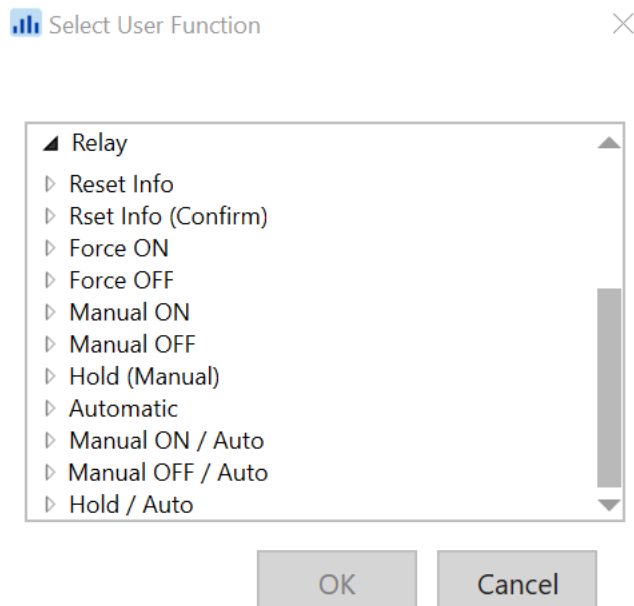 Select User Function
Relay
Reset Info
Rset Info (Confirm)
Force ON
Force OFF
Manual ON
Manual OFF
Hold (Manual)
Automatic
Manual ON / Auto
Manual OFF / Auto
Hold / Auto
OK
Cancel